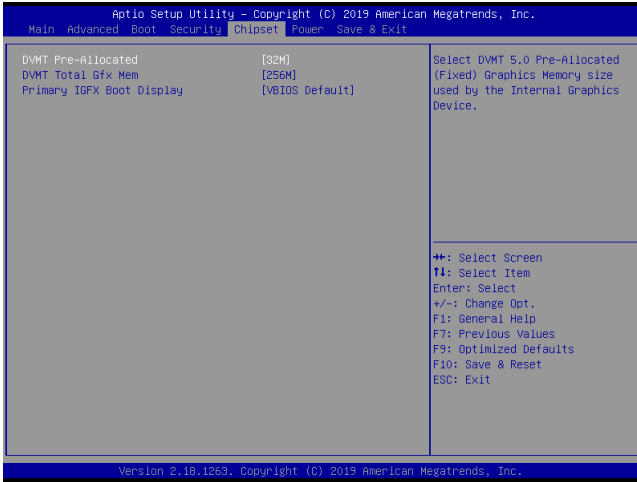 Aptio Setup Utility – Copyright (C) 2019 American Megatrends, Inc.
Main Advanced Boot Security Chipset Power Save & Exit
DVMT Pre-Allocated [32M]
DVMT Total Gfx Mem [256M]
Primary IGFX Boot Display [VBIOS Default]
Select DVMT 5.0 Pre-Allocated
(Fixed) Graphics Memory size
used by the Internal Graphics
Device.
→←: Select Screen
↑↓: Select Item
Enter: Select
+/-: Change Opt.
F1: General Help
F7: Previous Values
F9: Optimized Defaults
F10: Save & Reset
ESC: Exit
Version 2.18.1263. Copyright (C) 2019 American Megatrends, Inc.